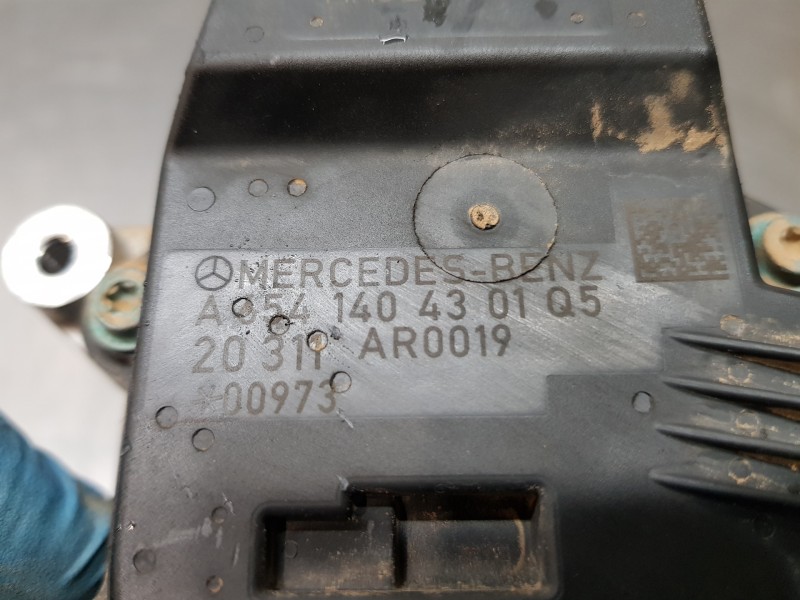 MERCEDES-BENZ
A 654 140 43 01 Q5
20 311 AR0019
00973